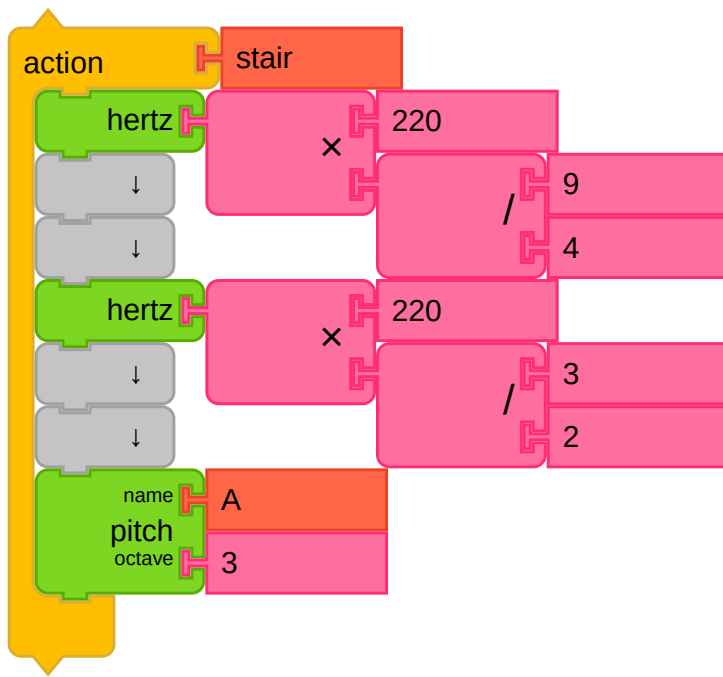 action stair
hertz × 220
↓ / 9
↓ 4
hertz × 220
↓ / 3
↓ 2
name A
pitch
octave 3